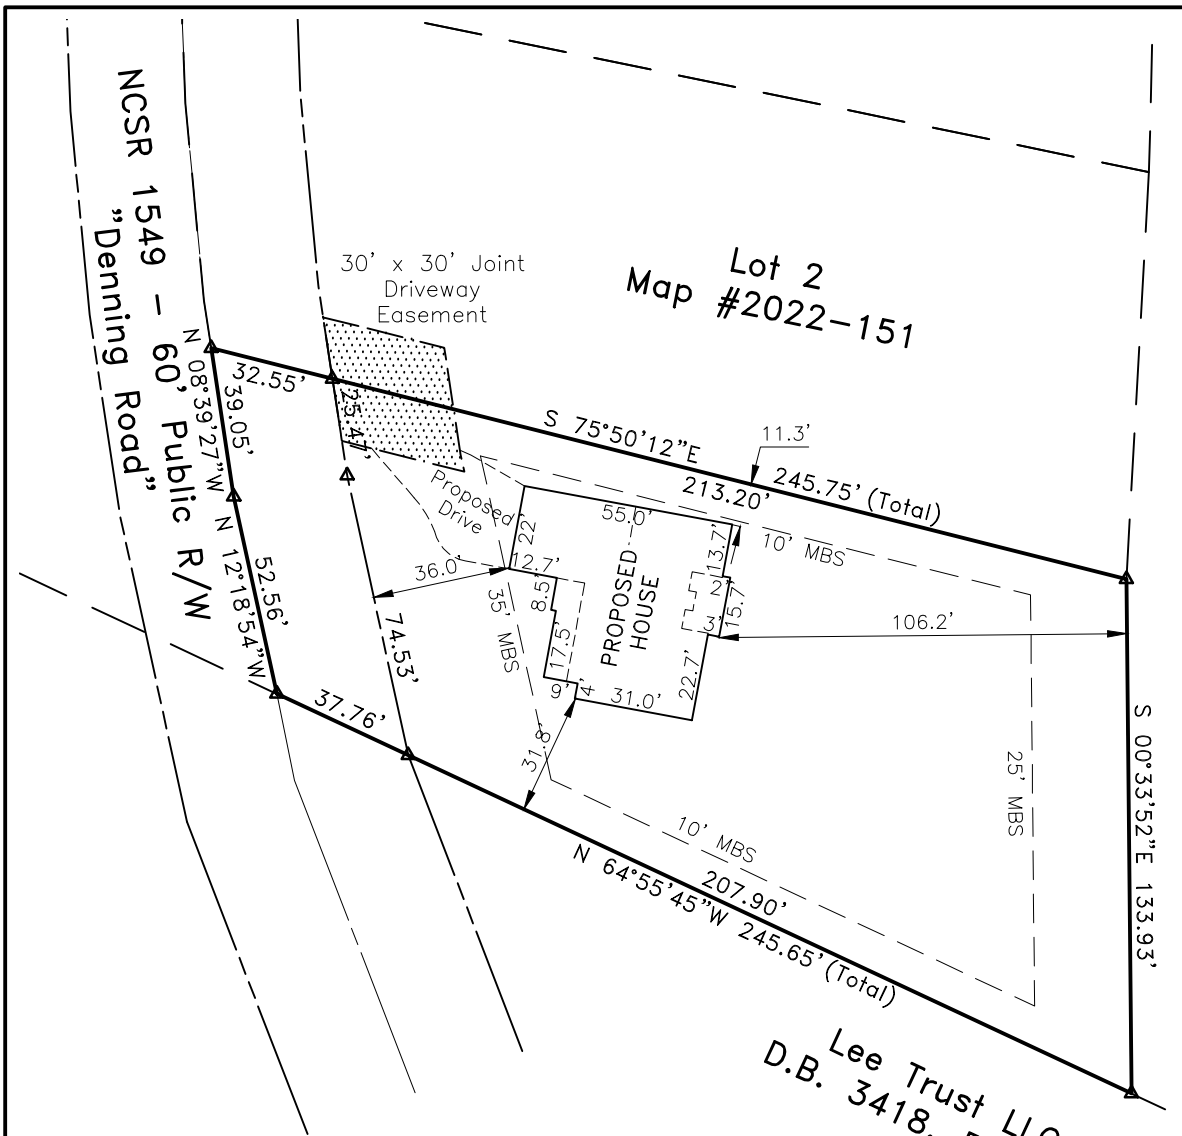 NCSR 1549 - 60' Public R/W
"Denning Road"
30' x 30' Joint
Driveway
Easement
Lot 2
Map #2022-151
N 08°39'27"W
39.05'
N 12°18'54"W
52.56'
32.55'
25.47'
74.53'
37.76'
S 75°50'12"E
245.75' (Total)
213.20'
11.3'
10' MBS
Proposed
Drive
36.0'
35' MBS
PROPOSED
HOUSE
55.0'
22
12.7'
8.5'
17.5'
9'
4'
31.0'
22.7'
3'
15.7'
2'
13.7'
106.2'
31.8'
S 00°33'52"E 133.93'
25' MBS
10' MBS
207.90'
N 64°55'45"W 245.65' (Total)
Lee Trust LLC
D.B. 3418,